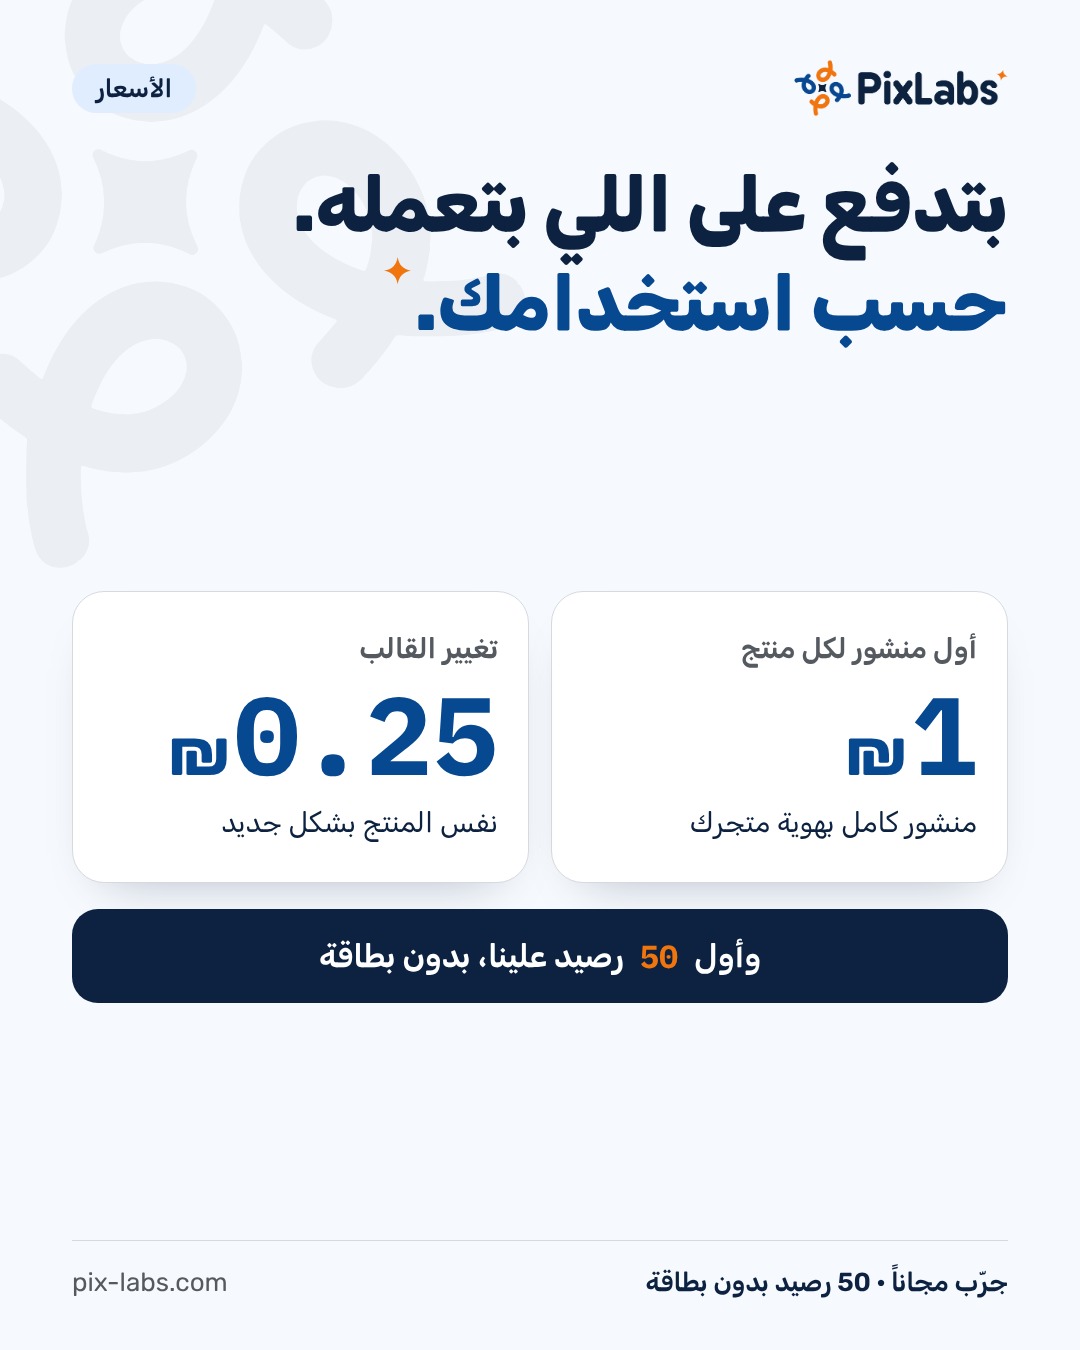 PixLabs
الأسعار
بتدفع على اللي بتعمله.
حسب استخدامك.
أول منشور لكل منتج
1₪
منشور كامل بهوية متجرك
تغيير القالب
0.25₪
نفس المنتج بشكل جديد
وأول 50 رصيد علينا، بدون بطاقة
جرّب مجاناً • 50 رصيد بدون بطاقة
pix-labs.com